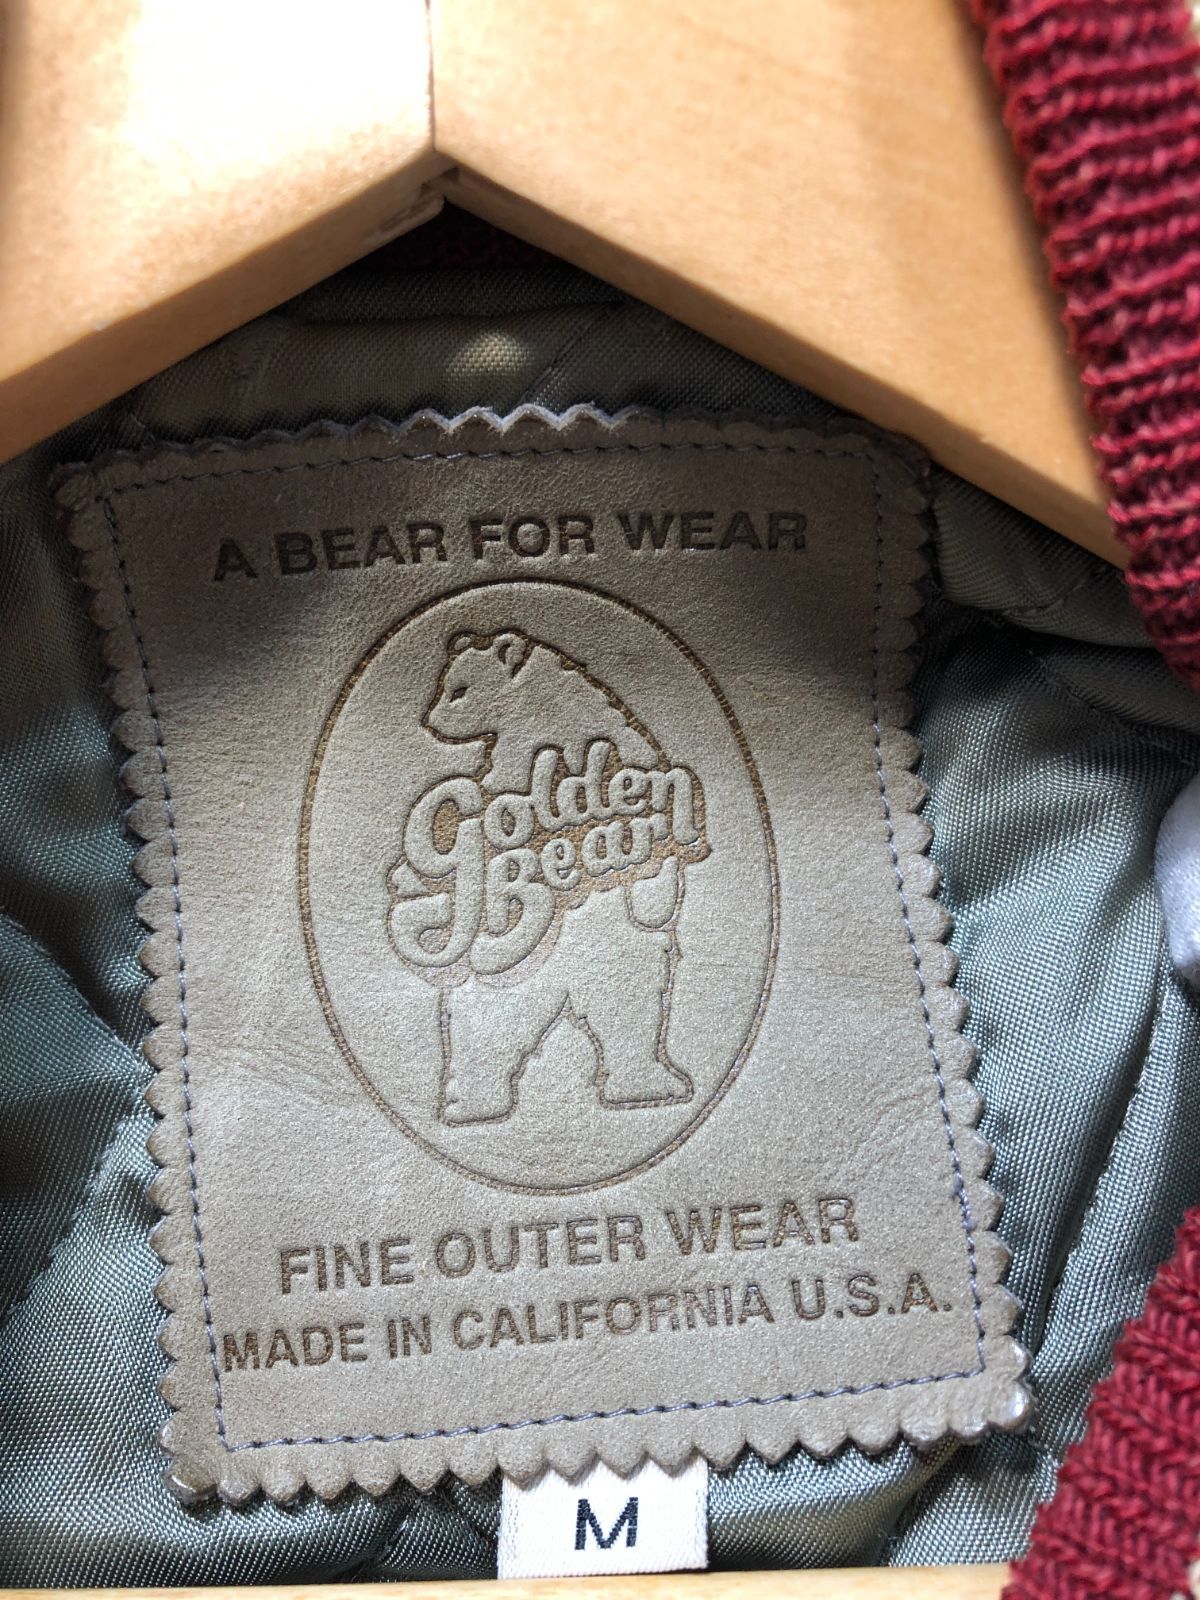 A BEAR FOR WEAR
Golden
Bear
FINE OUTER WEAR
MADE IN CALIFORNIA U.S.A.
M